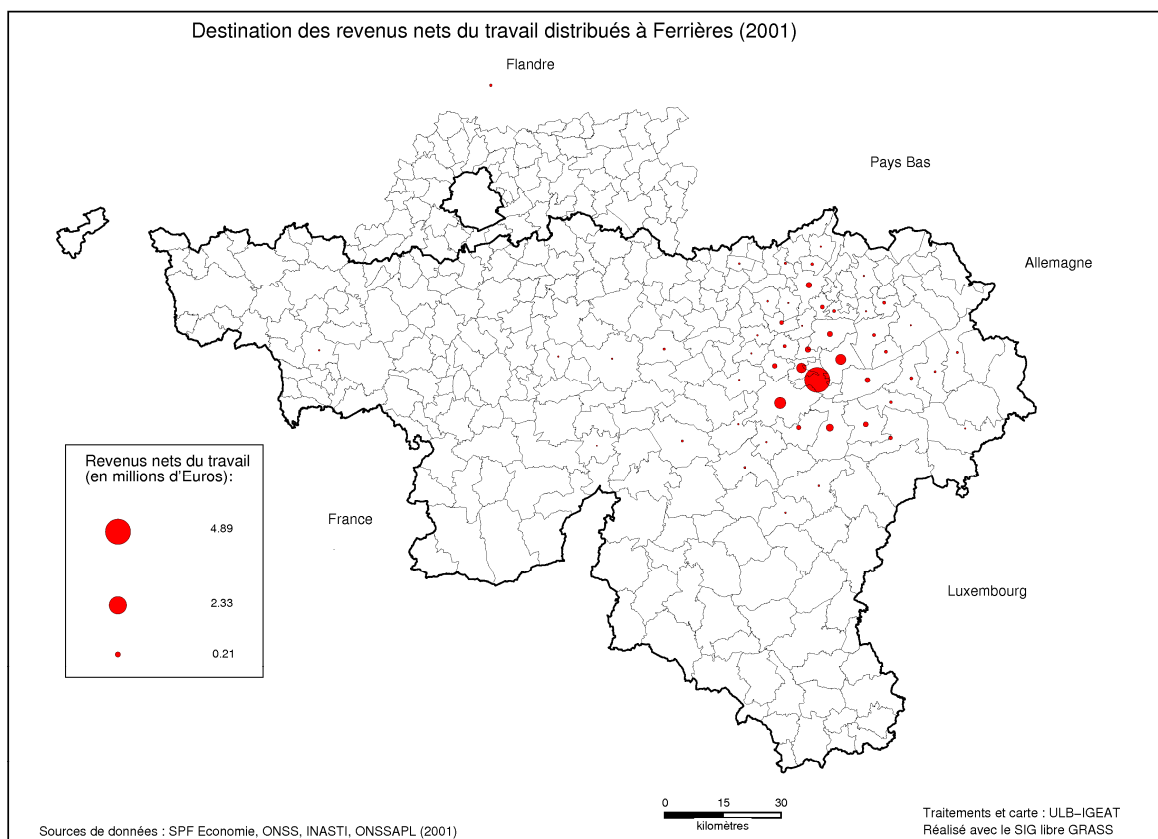 Destination des revenus nets du travail distribués à Ferrières (2001)
Flandre
Pays Bas
Allemagne
Revenus nets du travail
(en millions d'Euros):
4.89
2.33
0.21
France
Luxembourg
0 15 30
kilomètres
Traitements et carte : ULB-IGEAT
Réalisé avec le SIG libre GRASS
Sources de données : SPF Economie, ONSS, INASTI, ONSSAPL (2001)